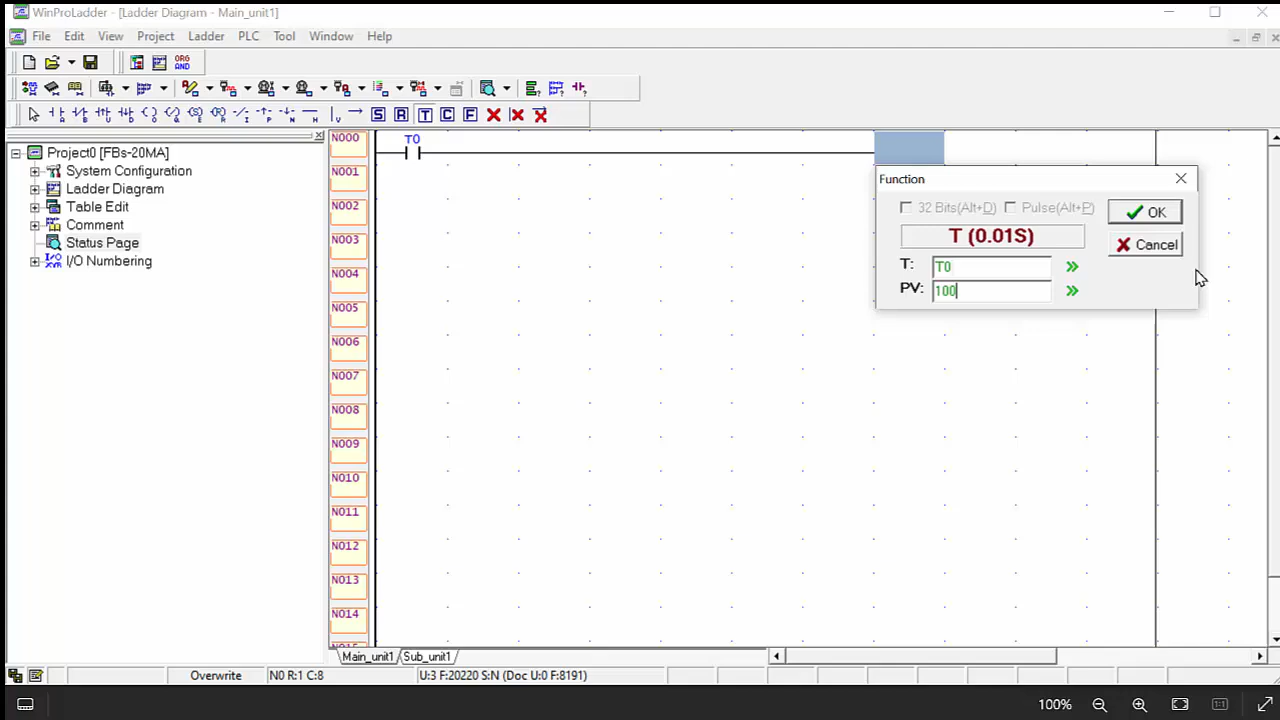 WinProLadder - [Ladder Diagram - Main_unit1]
File Edit View Project Ladder PLC Tool Window Help
ORG
AND
S R T C F
Project0 [FBs-20MA]
System Configuration
Ladder Diagram
Table Edit
Comment
Status Page
I/O Numbering
N000
N001
N002
N003
N004
N005
N006
N007
N008
N009
N010
N011
N012
N013
N014
T0
Function
32 Bits(Alt+D) Pulse(Alt+P) OK
T (0.01S)
Cancel
T: T0
PV: 100
Main_unit1 Sub_unit1
Overwrite N0 R:1 C:8 U:3 F:20220 S:N (Doc U:0 F:8191)
100%